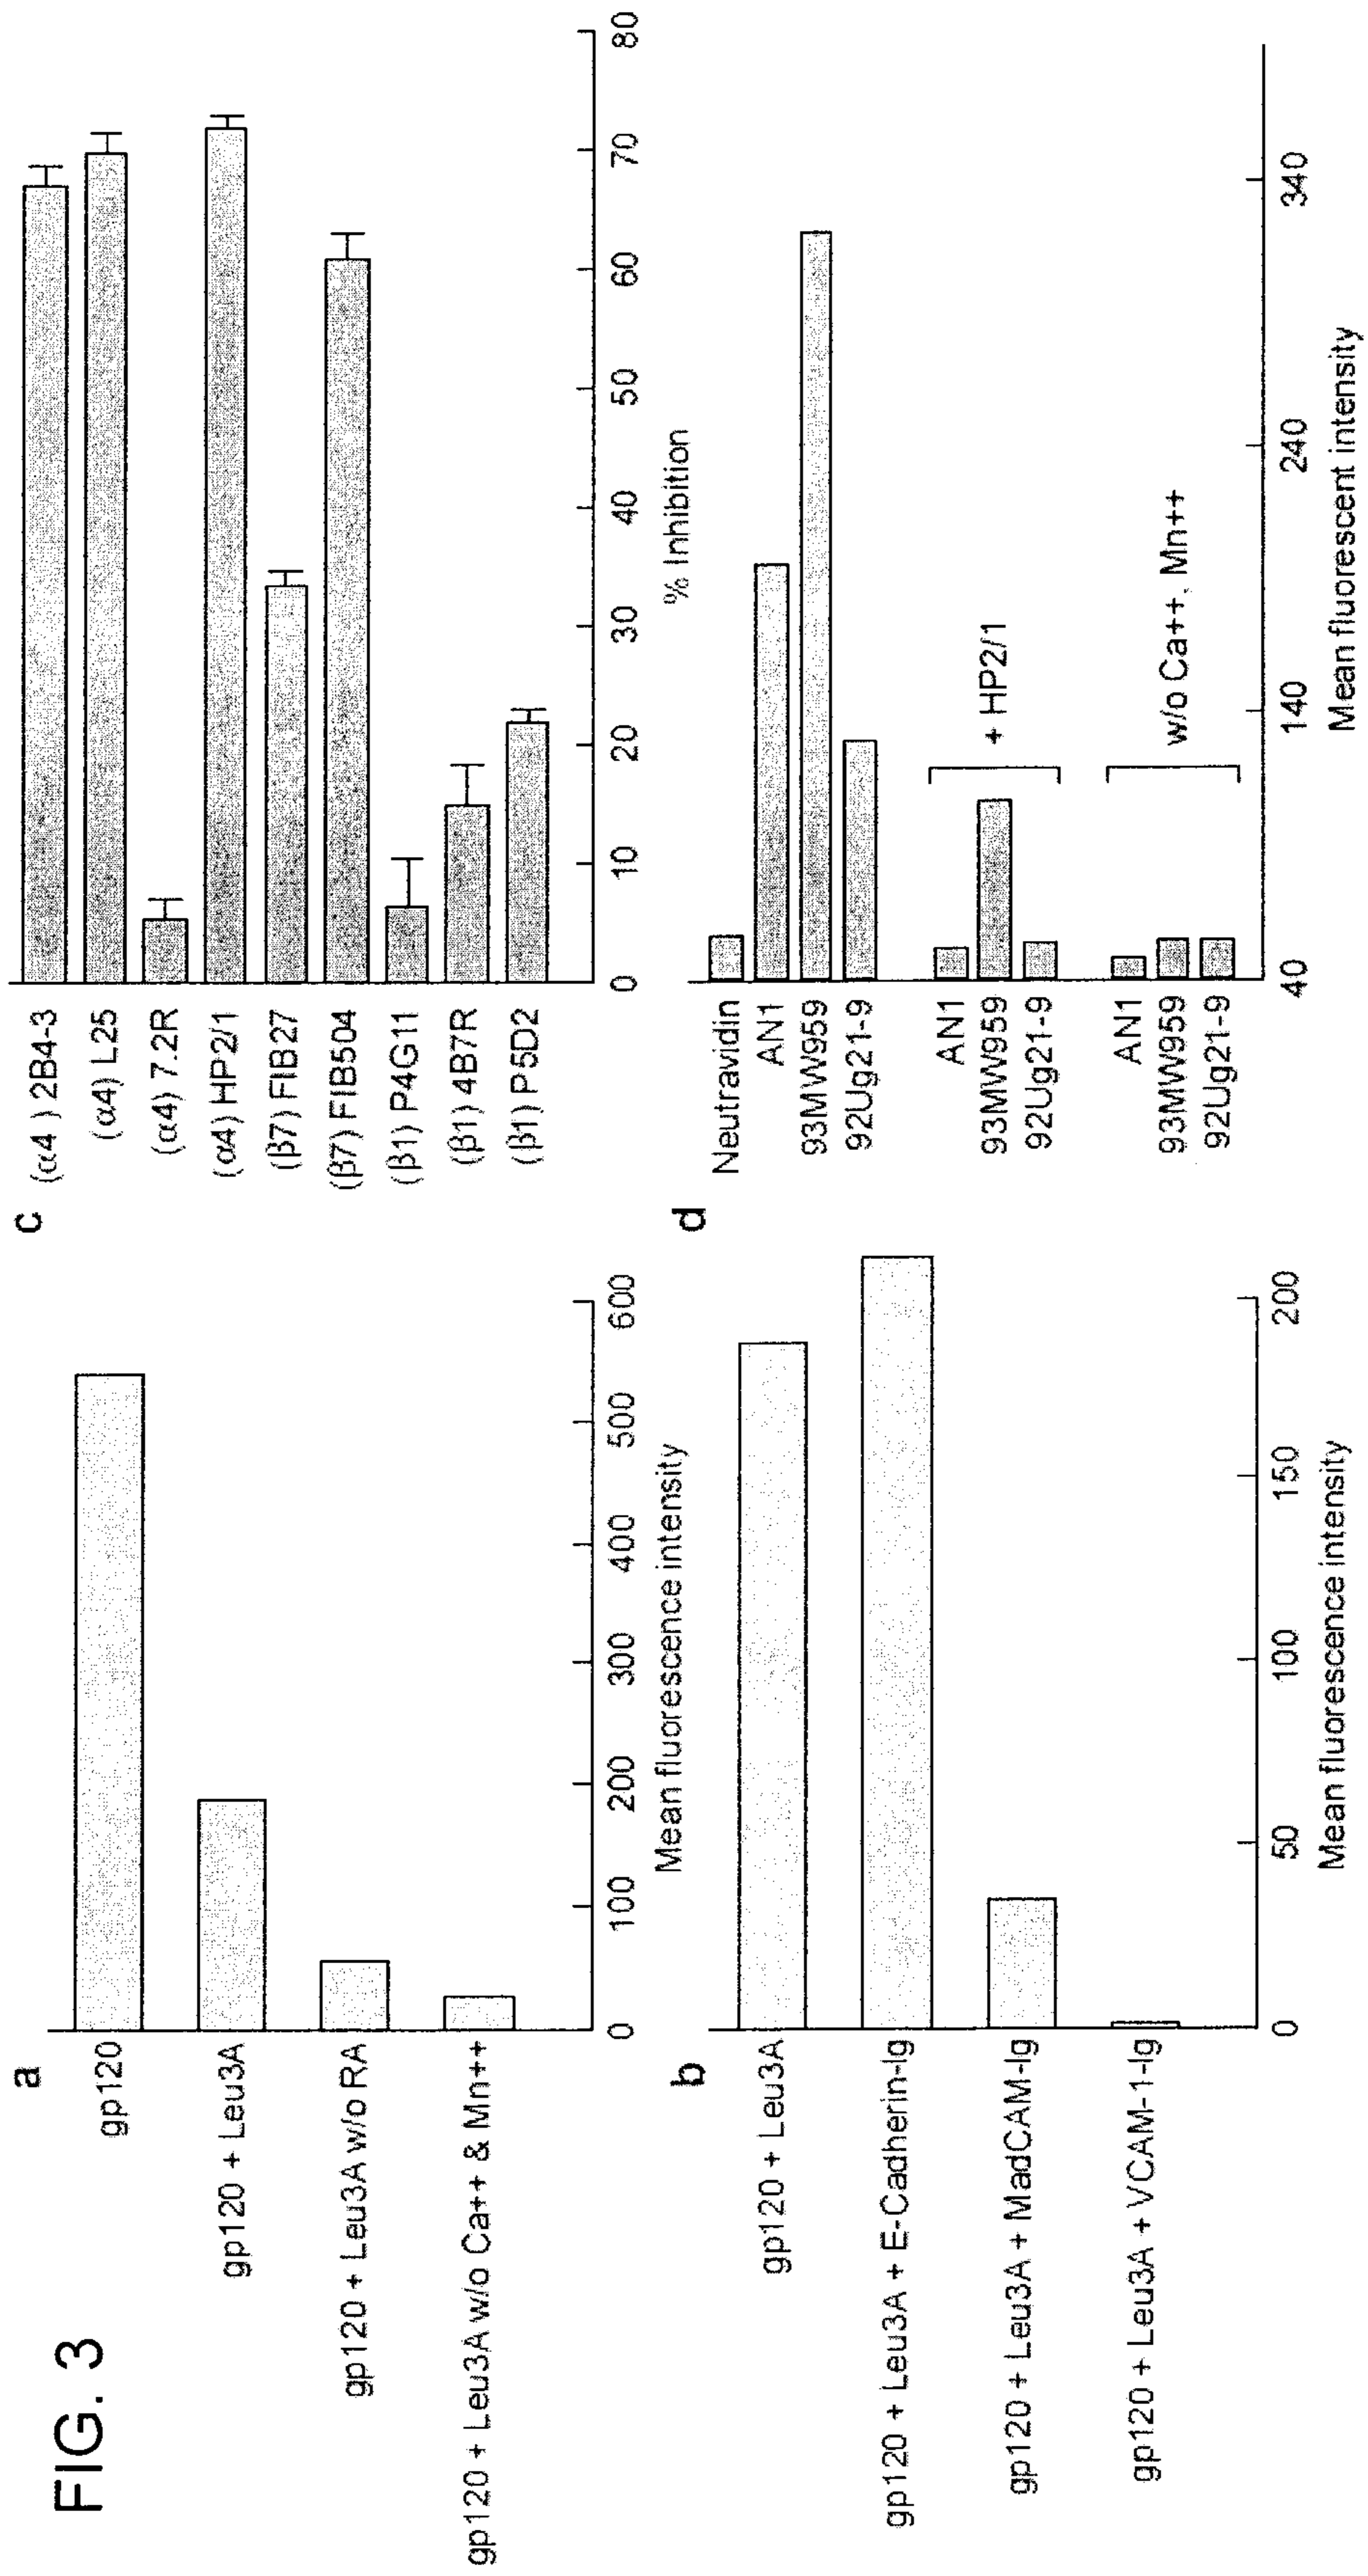 FIG. 3
a
gp120
gp120 + Leu3A
gp120 + Leu3A w/o RA
gp120 + Leu3A w/o Ca++ & Mn++
0 100 200 300 400 500 600
Mean fluorescence intensity
b
gp120 + Leu3A
gp120 + Leu3A + E-Cadherin-Ig
gp120 + Leu3A + MadCAM-Ig
gp120 + Leu3A + VCAM-1-Ig
0 50 100 150 200
Mean fluorescence intensity
c
(α4 ) 2B4-3
(α4) L25
(α4) 7.2R
(α4) HP2/1
(β7) FIB27
(β7) FIB504
(β1) P4G11
(β1) 4B7R
(β1) P5D2
0 10 20 30 40 50 60 70 80
% Inhibition
d
Neutravidin
AN1
93MW959
92Ug21-9
AN1
93MW959
92Ug21-9
+ HP2/1
AN1
93MW959
92Ug21-9
w/o Ca++, Mn++
40 140 240 340
Mean fluorescent intensity